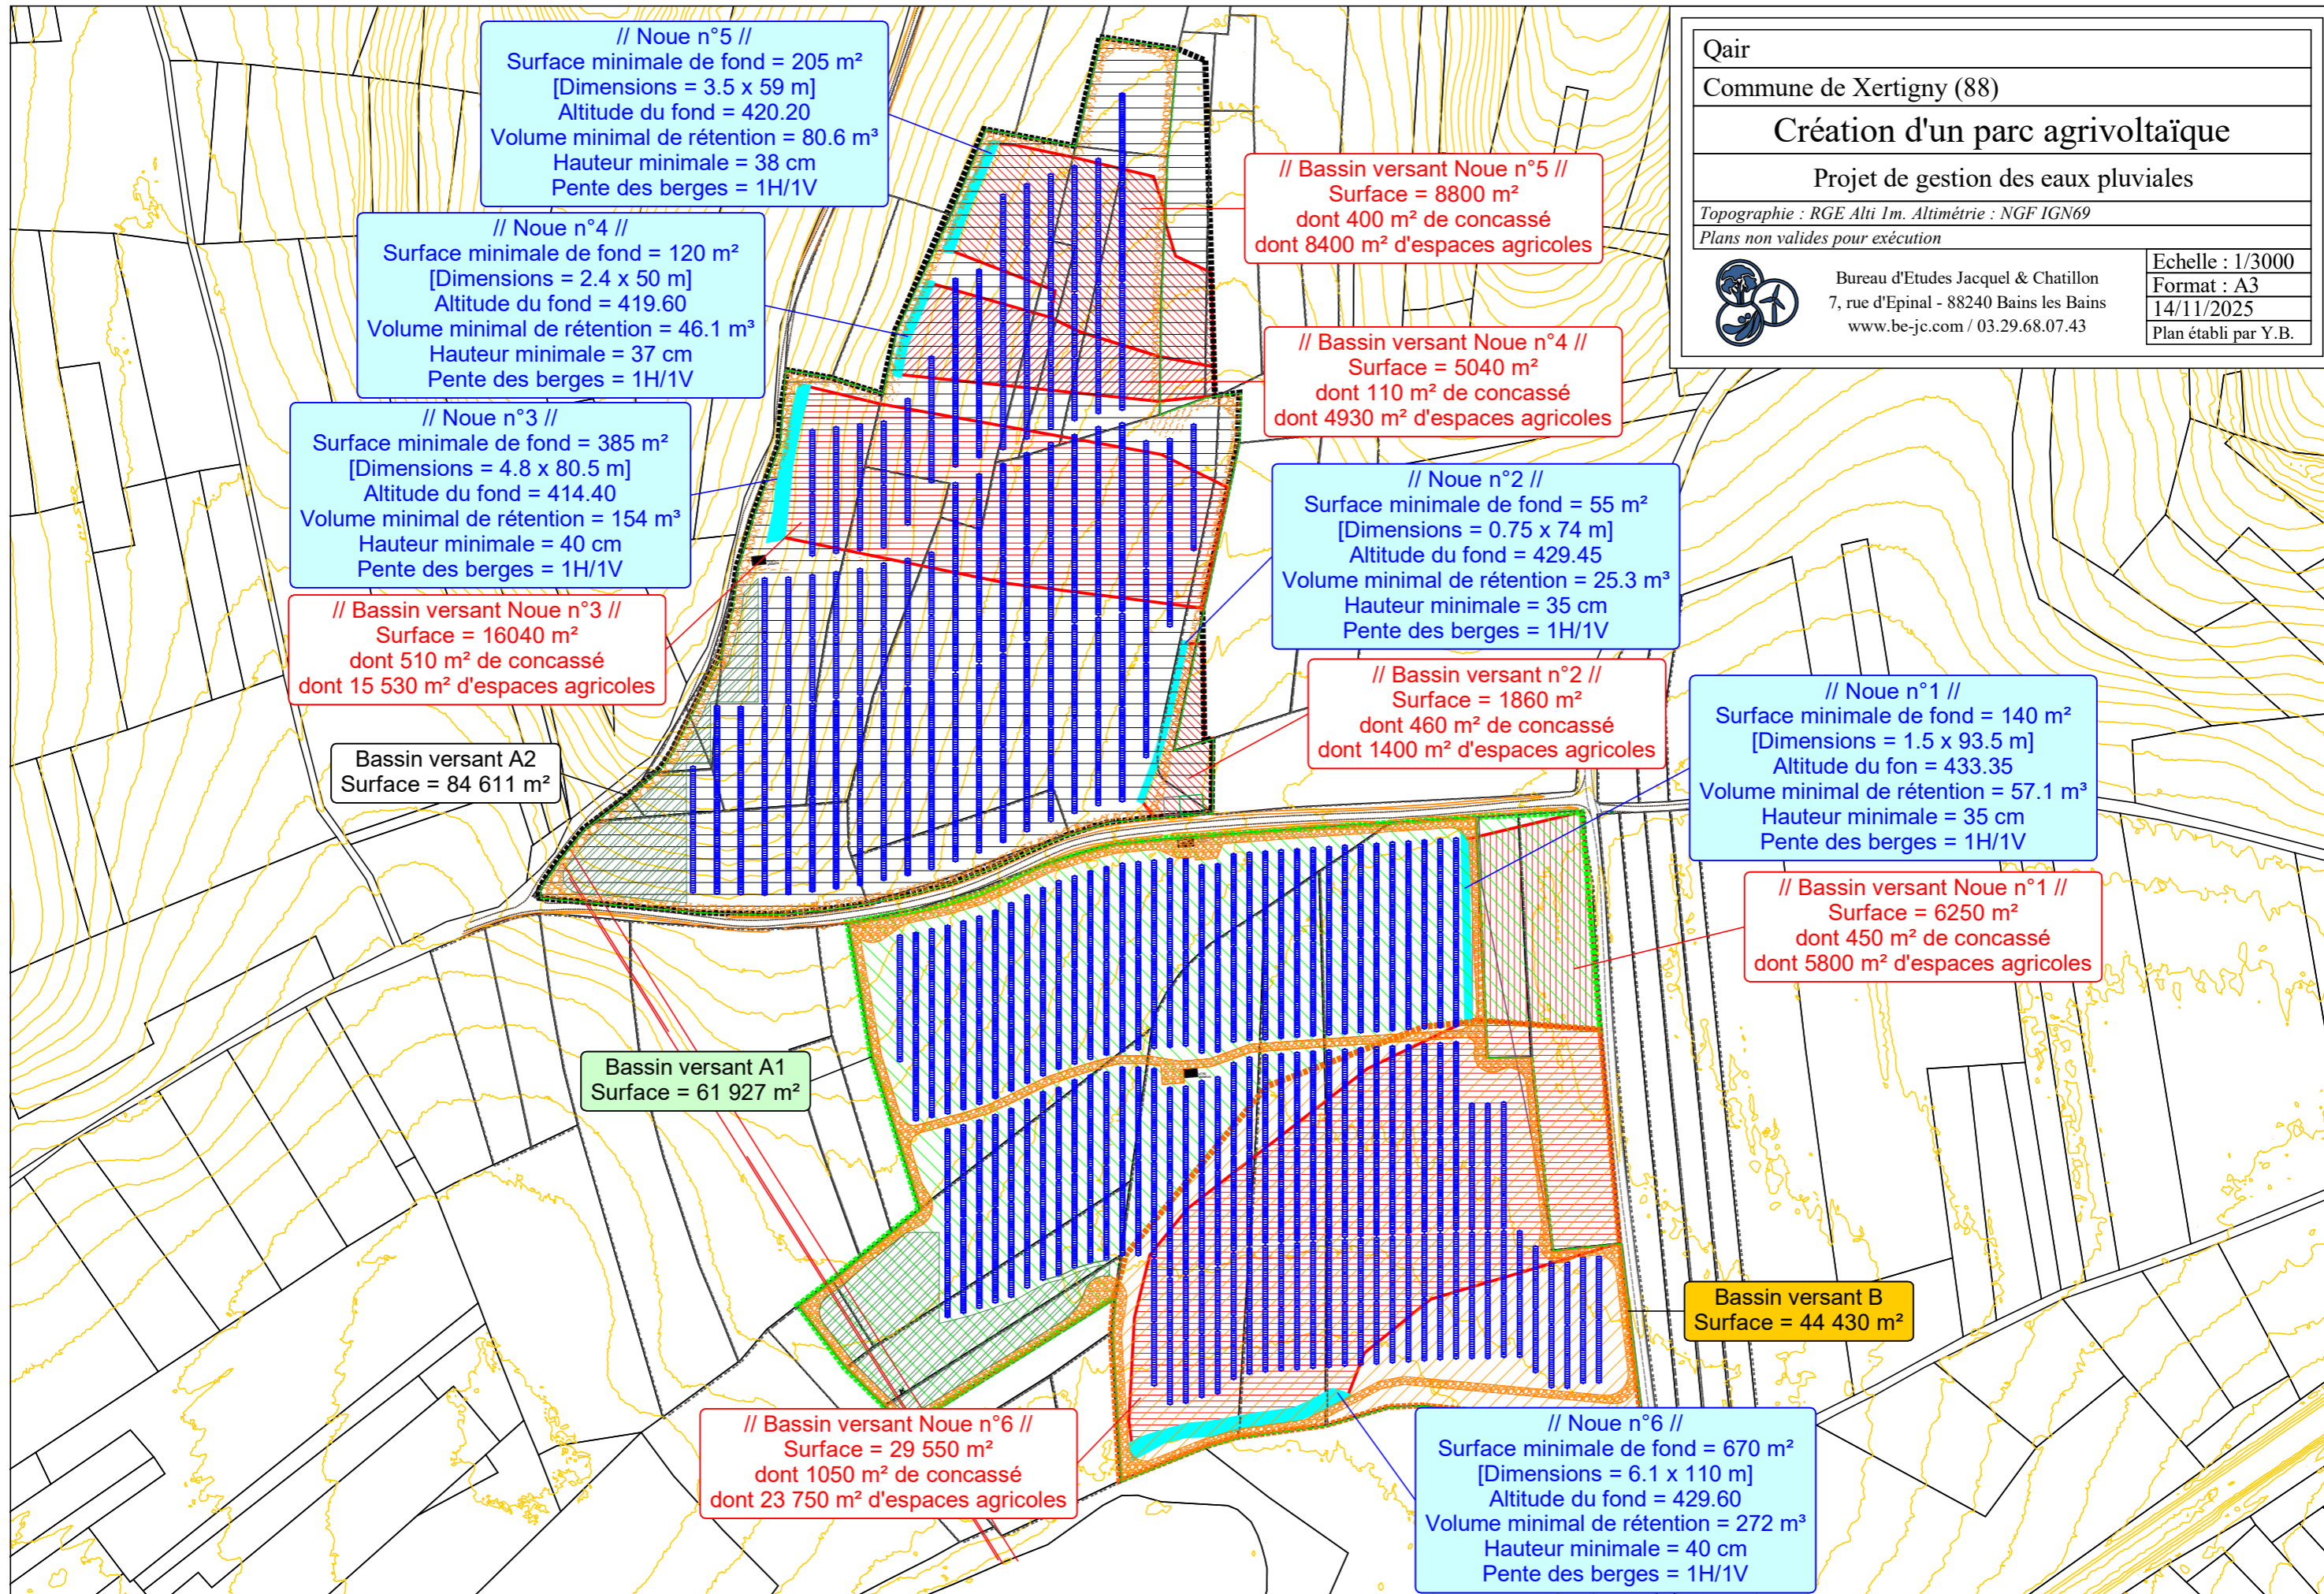 // Noue n°5 //
Surface minimale de fond = 205 m²
[Dimensions = 3.5 x 59 m]
Altitude du fond = 420.20
Volume minimal de rétention = 80.6 m³
Hauteur minimale = 38 cm
Pente des berges = 1H/1V
Qair
Commune de Xertigny (88)
Création d'un parc agrivoltaïque
Projet de gestion des eaux pluviales
Topographie : RGE Alti 1m. Altimétrie : NGF IGN69
Plans non valides pour exécution
Bureau d'Etudes Jacquel & Chatillon
7, rue d'Epinal - 88240 Bains les Bains
www.be-jc.com / 03.29.68.07.43
Echelle : 1/3000
Format : A3
14/11/2025
Plan établi par Y.B.
// Bassin versant Noue n°5 //
Surface = 8800 m²
dont 400 m² de concassé
dont 8400 m² d'espaces agricoles
// Noue n°4 //
Surface minimale de fond = 120 m²
[Dimensions = 2.4 x 50 m]
Altitude du fond = 419.60
Volume minimal de rétention = 46.1 m³
Hauteur minimale = 37 cm
Pente des berges = 1H/1V
// Bassin versant Noue n°4 //
Surface = 5040 m²
dont 110 m² de concassé
dont 4930 m² d'espaces agricoles
// Noue n°3 //
Surface minimale de fond = 385 m²
[Dimensions = 4.8 x 80.5 m]
Altitude du fond = 414.40
Volume minimal de rétention = 154 m³
Hauteur minimale = 40 cm
Pente des berges = 1H/1V
// Noue n°2 //
Surface minimale de fond = 55 m²
[Dimensions = 0.75 x 74 m]
Altitude du fond = 429.45
Volume minimal de rétention = 25.3 m³
Hauteur minimale = 35 cm
Pente des berges = 1H/1V
// Bassin versant Noue n°3 //
Surface = 16040 m²
dont 510 m² de concassé
dont 15 530 m² d'espaces agricoles
// Bassin versant n°2 //
Surface = 1860 m²
dont 460 m² de concassé
dont 1400 m² d'espaces agricoles
// Noue n°1 //
Surface minimale de fond = 140 m²
[Dimensions = 1.5 x 93.5 m]
Altitude du fon = 433.35
Volume minimal de rétention = 57.1 m³
Hauteur minimale = 35 cm
Pente des berges = 1H/1V
Bassin versant A2
Surface = 84 611 m²
// Bassin versant Noue n°1 //
Surface = 6250 m²
dont 450 m² de concassé
dont 5800 m² d'espaces agricoles
Bassin versant A1
Surface = 61 927 m²
Bassin versant B
Surface = 44 430 m²
// Bassin versant Noue n°6 //
Surface = 29 550 m²
dont 1050 m² de concassé
dont 23 750 m² d'espaces agricoles
// Noue n°6 //
Surface minimale de fond = 670 m²
[Dimensions = 6.1 x 110 m]
Altitude du fond = 429.60
Volume minimal de rétention = 272 m³
Hauteur minimale = 40 cm
Pente des berges = 1H/1V